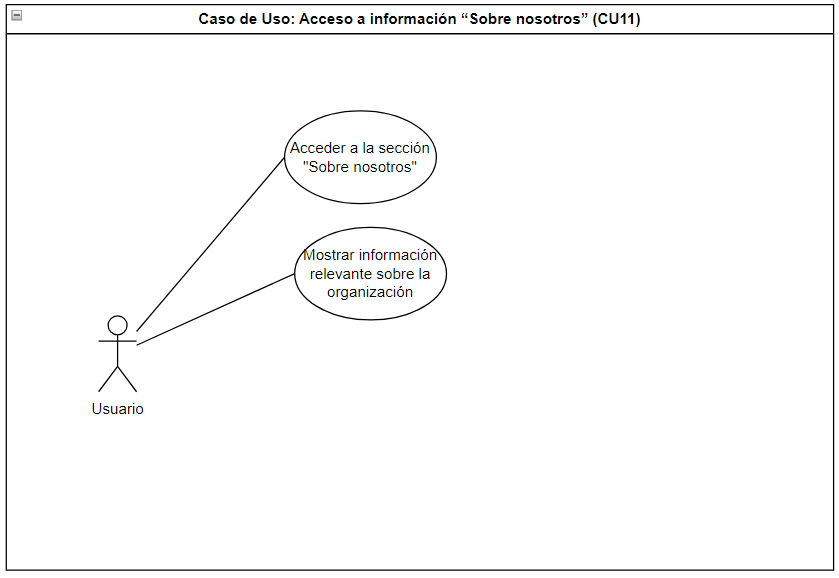 Caso de Uso: Acceso a información “Sobre nosotros” (CU11)
Acceder a la sección
"Sobre nosotros"
Mostrar información
relevante sobre la
organización
Usuario